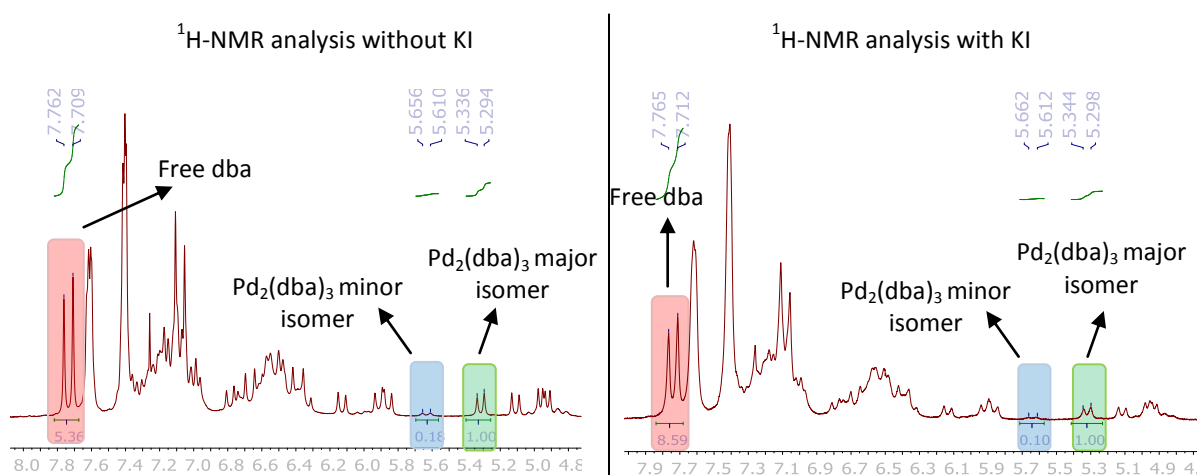 ¹H-NMR analysis without KI
7.762
7.709
5.656
5.610
5.336
5.294
Free dba
Pd₂(dba)₃ minor
isomer
Pd₂(dba)₃ major
isomer
5.36
0.18
1.00
8.0 7.8 7.6 7.4 7.2 7.0 6.8 6.6 6.4 6.2 6.0 5.8 5.6 5.4 5.2 5.0 4.8
¹H-NMR analysis with KI
7.765
7.712
5.662
5.612
5.344
5.298
Free dba
Pd₂(dba)₃ minor
isomer
Pd₂(dba)₃ major
isomer
8.59
0.10
1.00
7.9 7.7 7.5 7.3 7.1 6.9 6.7 6.5 6.3 6.1 5.9 5.7 5.5 5.3 5.1 4.9